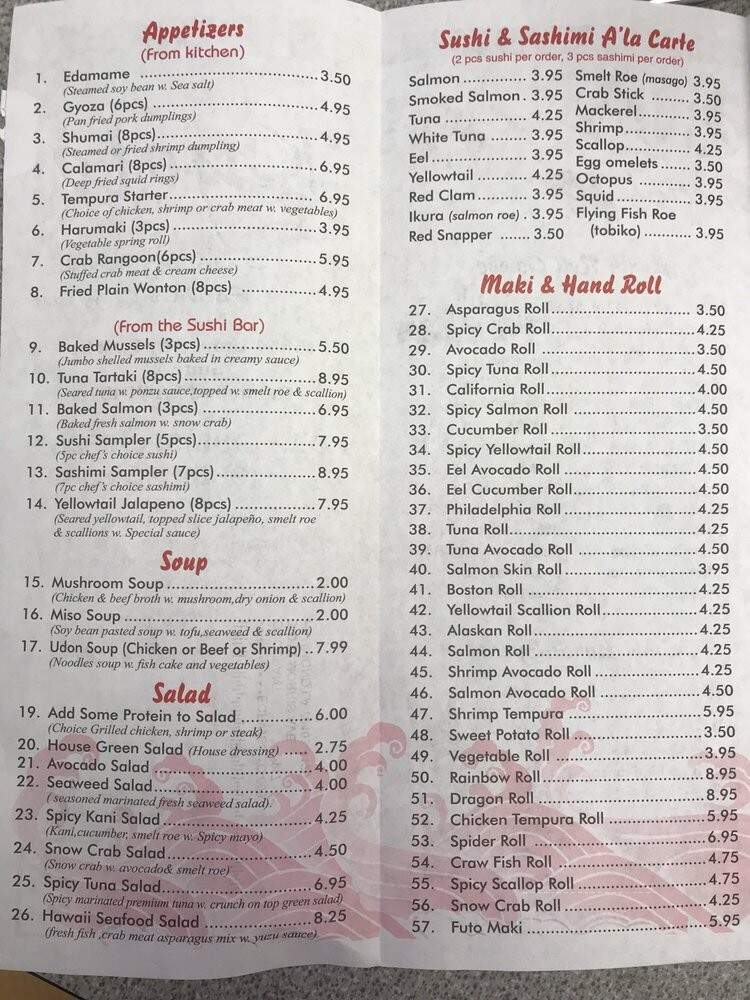 Appetizers
(From kitchen)
1. Edamame ..................................3.50
(Steamed soy bean w. Sea salt)
2. Gyoza (6pcs) ..............................4.95
(Pan fried pork dumplings)
3. Shumai (8pcs)..............................4.95
(Steamed or fried shrimp dumpling)
4. Calamari (8pcs)...........................6.95
(Deep fried squid rings)
5. Tempura Starter........................... 6.95
(Choice of chicken, shrimp or crab meat w. vegetables)
6. Harumaki (3pcs)..........................3.95
(Vegetable spring roll)
7. Crab Rangoon(6pcs)....................5.95
(Stuffed crab meat & cream cheese)
8. Fried Plain Wonton (8pcs) ..............4.95
(From the Sushi Bar)
9. Baked Mussels (3pcs) .....................5.50
(Jumbo shelled mussels baked in creamy sauce)
10. Tuna Tartaki (8pcs).........................8.95
(Seared tuna w. ponzu sauce,topped w. smelt roe & scallion)
11. Baked Salmon (3pcs) .....................6.95
(Baked fresh salmon w. snow crab)
12. Sushi Sampler (5pcs)......................7.95
(5pc chef's choice sushi)
13. Sashimi Sampler (7pcs)...................8.95
(7pc chef's choice sashimi)
14. Yellowtail Jalapeno (8pcs) ................7.95
(Seared yellowtail, topped slice jalapeño, smelt roe
& scallions w. Special sauce)
Soup
15. Mushroom Soup...........................2.00
(Chicken & beef broth w. mushroom,dry onion & scallion)
16. Miso Soup ..................................2.00
(Soy bean pasted soup w. tofu,seaweed & scallion)
17. Udon Soup (Chicken or Beef or Shrimp) ..7.99
(Noodles soup w. fish cake and vegetables)
Salad
19. Add Some Protein to Salad .............6.00
(Choice Grilled chicken, shrimp or steak)
20. House Green Salad (House dressing) ..... 2.75
21. Avocado Salad ............................4.00
22. Seaweed Salad............................4.00
( seasoned marinated fresh seaweed salad).
23. Spicy Kani Salad .........................4.25
(Kani,cucumber, smelt roe w. Spicy mayo)
24. Snow Crab Salad.........................4.50
(Snow crab w. avocado& smelt roe)
25. Spicy Tuna Salad..........................6.95
(Spicy marinated premium tuna w. crunch on top green salad)
26. Hawaii Seafood Salad ...................8.25
(fresh fish ,crab meat asparagus mix w. yuzu sauce).
Sushi & Sashimi A'la Carte
(2 pcs sushi per order, 3 pcs sashimi per order)
Salmon ............. 3.95
Smoked Salmon. 3.95
Tuna ................. 4.25
White Tuna ....... 3.95
Eel.................... 3.95
Yellowtail .......... 4.25
Red Clam.......... 3.95
Ikura (salmon roe) . 3.95
Red Snapper ....... 3.50
Smelt Roe (masago) 3.95
Crab Stick ......... 3.50
Mackerel............3.95
Shrimp..............3.95
Scallop..............4.25
Egg omelets.......3.50
Octopus ...........3.95
Squid................3.95
Flying Fish Roe
(tobiko) ...........3.95
Maki & Hand Roll
27. Asparagus Roll........................... 3.50
28. Spicy Crab Roll...........................4.25
29. Avocado Roll .............................3.50
30. Spicy Tuna Roll...........................4.50
31. California Roll............................4.00
32. Spicy Salmon Roll .......................4.50
33. Cucumber Roll ...........................3.50
34. Spicy Yellowtail Roll.....................4.50
35. Eel Avocado Roll .........................4.50
36. Eel Cucumber Roll.......................4.50
37. Philadelphia Roll .........................4.25
38. Tuna Roll...................................4.25
39. Tuna Avocado Roll ......................4.50
40. Salmon Skin Roll .........................3.95
41. Boston Roll ................................4.25
42. Yellowtail Scallion Roll..................4.25
43. Alaskan Roll...............................4.25
44. Salmon Roll ...............................4.25
45. Shrimp Avocado Roll ...................4.25
46. Salmon Avocado Roll ...................4.50
47. Shrimp Tempura .........................5.95
48. Sweet Potato Roll ........................3.50
49. Vegetable Roll ............................3.95
50. Rainbow Roll..............................8.95
51. Dragon Roll ...............................8.95
52. Chicken Tempura Roll ..................5.95
53. Spider Roll ................................6.95
54. Craw Fish Roll ............................4.75
55. Spicy Scallop Roll ........................4.75
56. Snow Crab Roll ...........................4.25
57. Futo Maki ..................................5.95